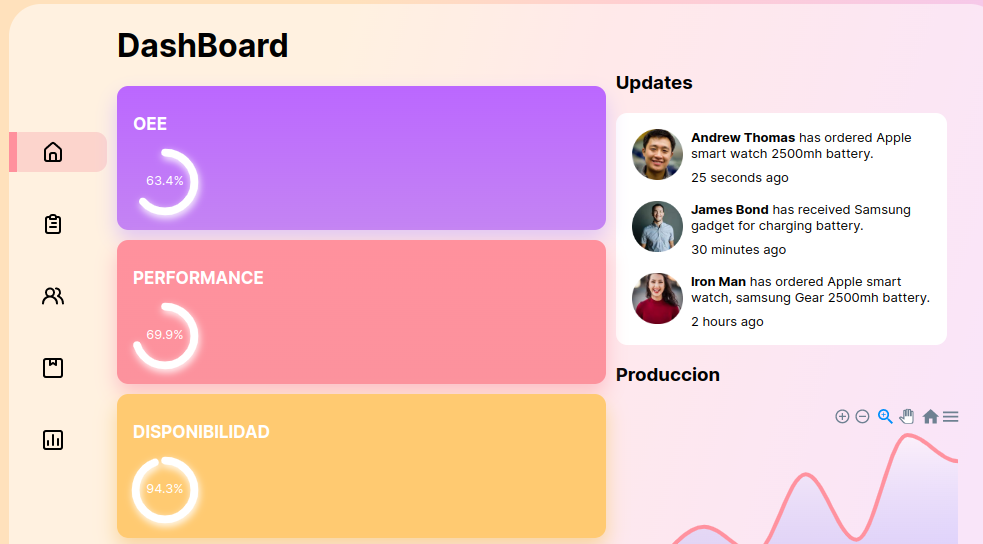 DashBoard
OEE
63.4%
PERFORMANCE
69.9%
DISPONIBILIDAD
94.3%
Updates
Andrew Thomas has ordered Apple
smart watch 2500mh battery.
25 seconds ago
James Bond has received Samsung
gadget for charging battery.
30 minutes ago
Iron Man has ordered Apple smart
watch, samsung Gear 2500mh battery.
2 hours ago
Produccion